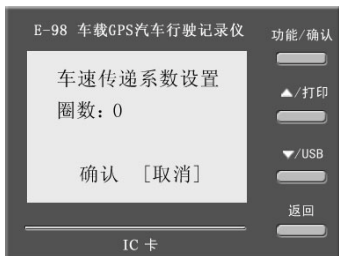 E-98 车载GPS汽车行驶记录仪
功能/确认
车速传递系数设置
圈数：0
▲/打印
▼/USB
确认 [取消]
返回
IC 卡